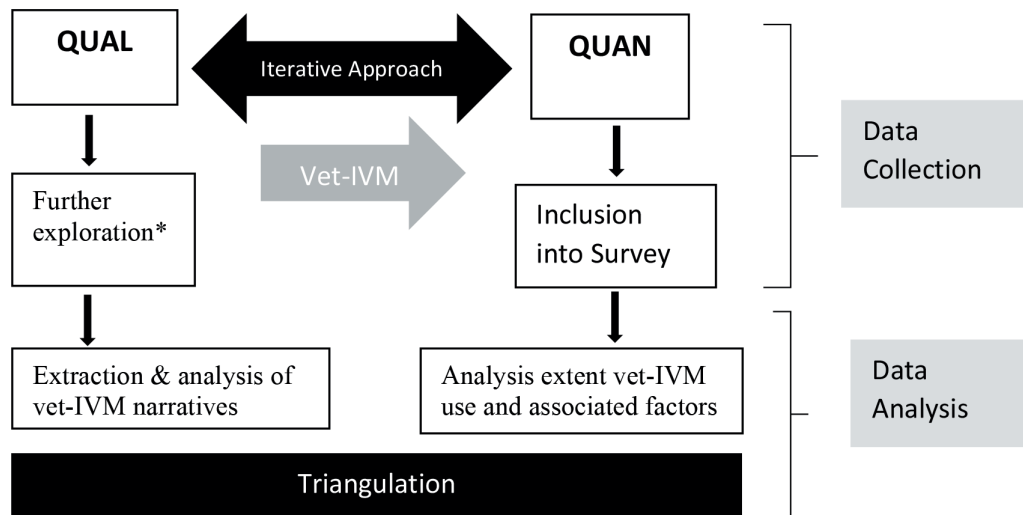 QUAL
Iterative Approach
QUAN
Data
Collection
Vet-IVM
Further
exploration*
Inclusion
into Survey
Extraction & analysis of
vet-IVM narratives
Analysis extent vet-IVM
use and associated factors
Data
Analysis
Triangulation